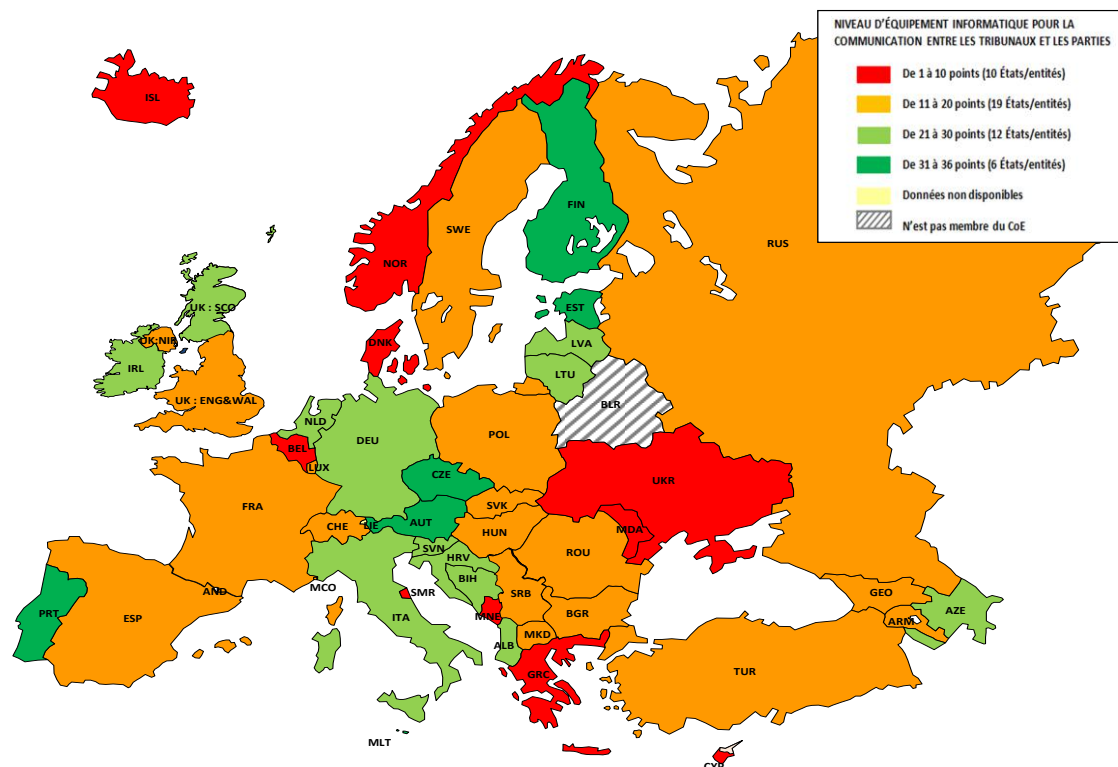 NIVEAU D'ÉQUIPEMENT INFORMATIQUE POUR LA
COMMUNICATION ENTRE LES TRIBUNAUX ET LES PARTIES
De 1 à 10 points (10 États/entités)
De 11 à 20 points (19 États/entités)
De 21 à 30 points (12 États/entités)
De 31 à 36 points (6 États/entités)
Données non disponibles
N'est pas membre du CoE
ISL
FIN
SWE
RUS
NOR
EST
UK : SCO
DNK
LVA
UK:NIR
IRL
LTU
UK : ENG&WAL
BLR
NLD
DEU
POL
BEL
LUX
CZE
UKR
FRA
SVK
CHE
LIE
AUT
HUN
MDA
SVN
ROU
HRV
BIH
MCO
SMR
SRB
AND
GEO
PRT
ESP
ITA
MNE
BGR
AZE
ARM
MKD
ALB
GRC
TUR
MLT
CYP